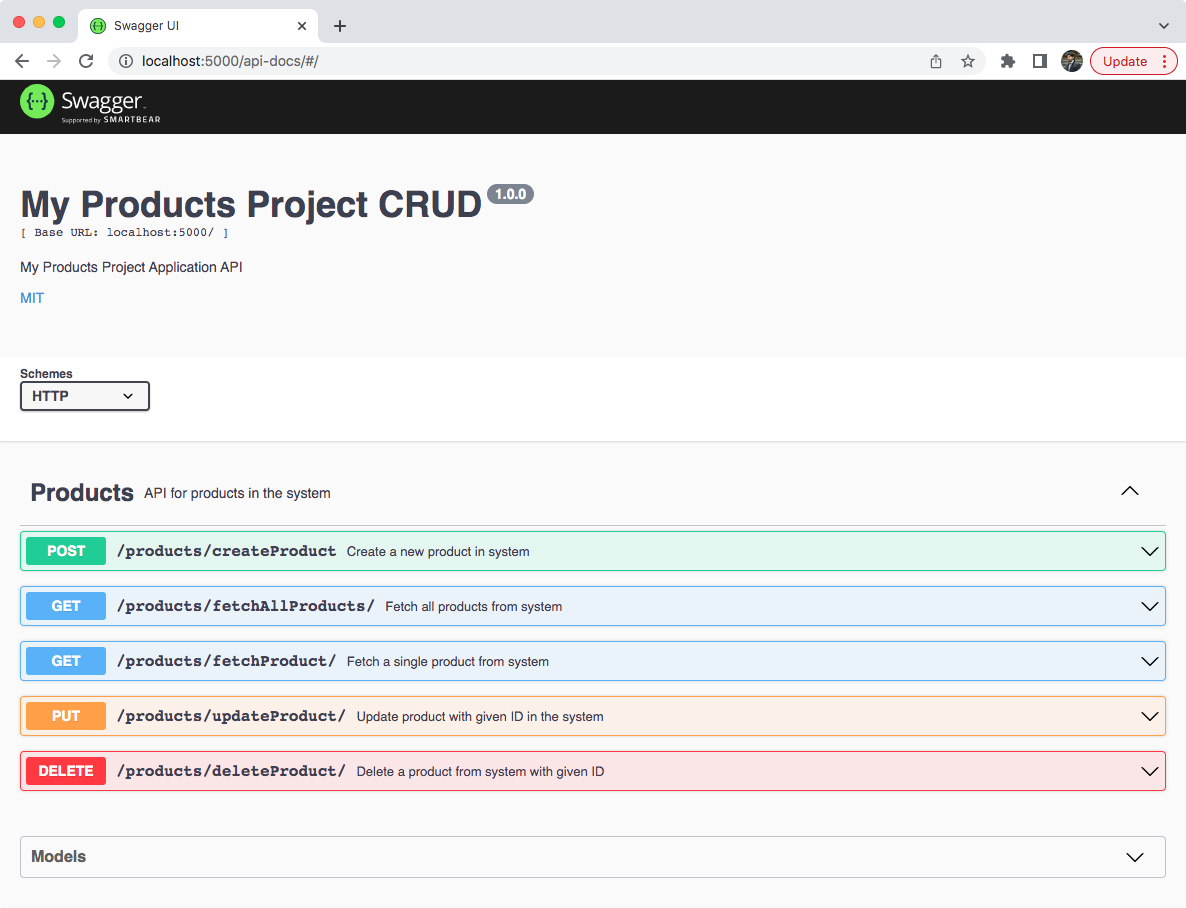 Swagger UI
localhost:5000/api-docs/#/
Update
{···} Swagger™
Supported by SMARTBEAR
My Products Project CRUD 1.0.0
[ Base URL: localhost:5000/ ]
My Products Project Application API
MIT
Schemes
HTTP
Products API for products in the system
POST /products/createProduct Create a new product in system
GET /products/fetchAllProducts/ Fetch all products from system
GET /products/fetchProduct/ Fetch a single product from system
PUT /products/updateProduct/ Update product with given ID in the system
DELETE /products/deleteProduct/ Delete a product from system with given ID
Models